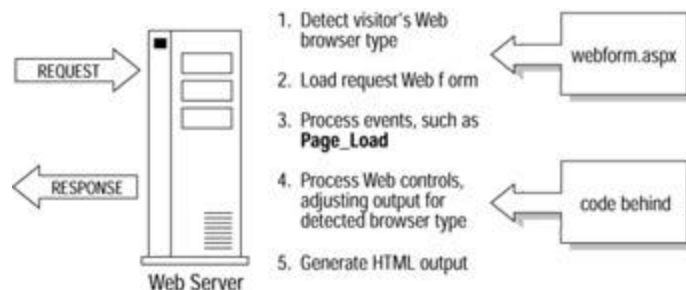 REQUEST
RESPONSE
Web Server
1. Detect visitor's Web
browser type
2. Load request Web f orm
3. Process events, such as
Page_Load
4. Process Web controls,
adjusting output for
detected browser type
5. Generate HTML output
webform.aspx
code behind